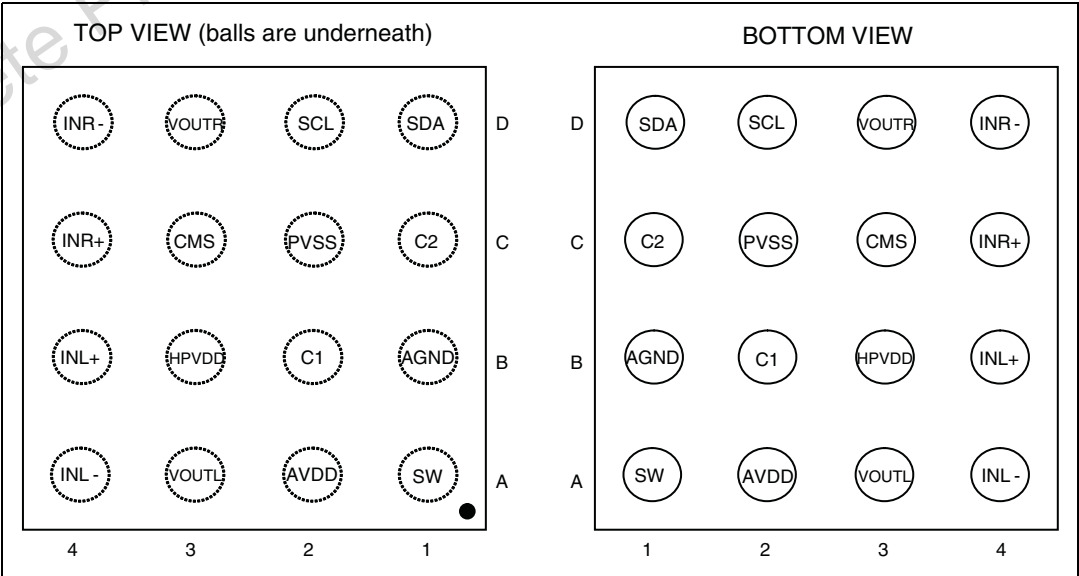 TOP VIEW (balls are underneath)
INR - VOUTR SCL SDA D
INR+ CMS PVSS C2 C
INL+ HPVDD C1 AGND B
INL - VOUTL AVDD SW A
4 3 2 1
BOTTOM VIEW
D SDA SCL VOUTR INR -
C C2 PVSS CMS INR+
B AGND C1 HPVDD INL+
A SW AVDD VOUTL INL -
1 2 3 4